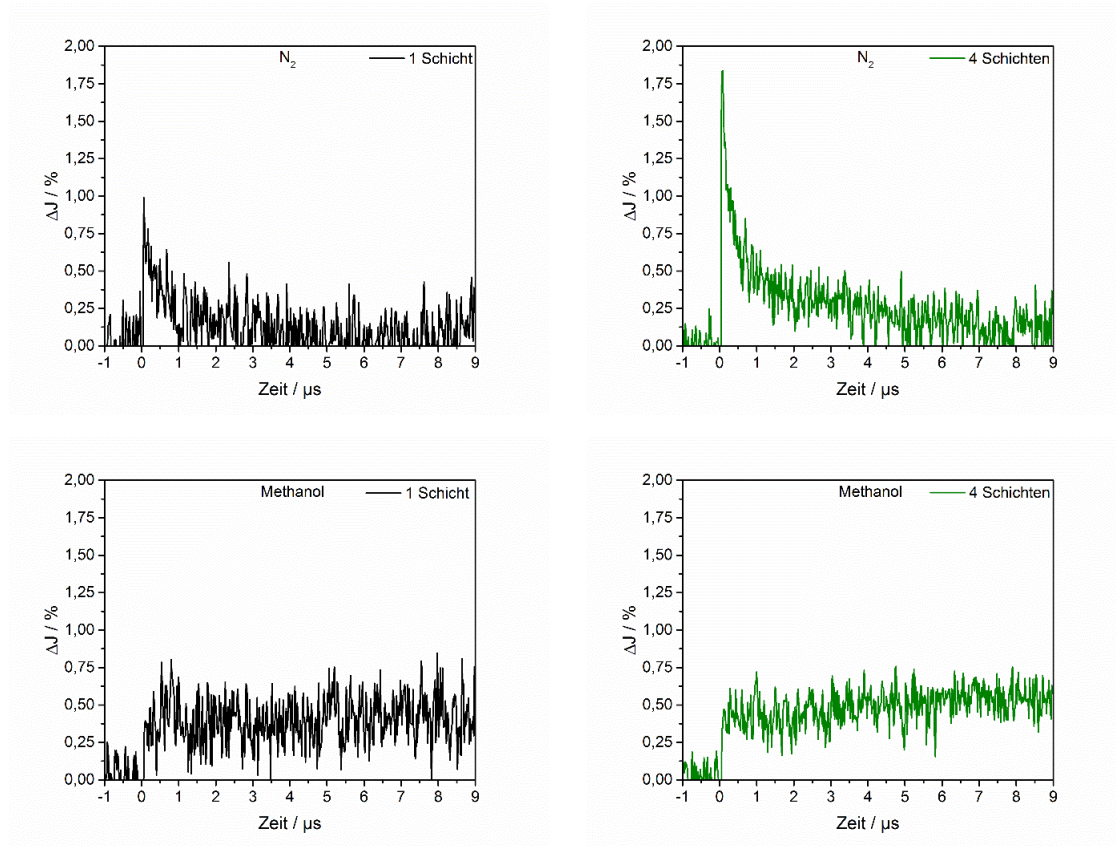 2,00
1,75
1,50
1,25
1,00
0,75
0,50
0,25
0,00
ΔJ / %
N2
1 Schicht
-1 0 1 2 3 4 5 6 7 8 9
Zeit / µs
2,00
1,75
1,50
1,25
1,00
0,75
0,50
0,25
0,00
ΔJ / %
N2
4 Schichten
-1 0 1 2 3 4 5 6 7 8 9
Zeit / µs
2,00
1,75
1,50
1,25
1,00
0,75
0,50
0,25
0,00
ΔJ / %
Methanol
1 Schicht
-1 0 1 2 3 4 5 6 7 8 9
Zeit / µs
2,00
1,75
1,50
1,25
1,00
0,75
0,50
0,25
0,00
ΔJ / %
Methanol
4 Schichten
-1 0 1 2 3 4 5 6 7 8 9
Zeit / µs